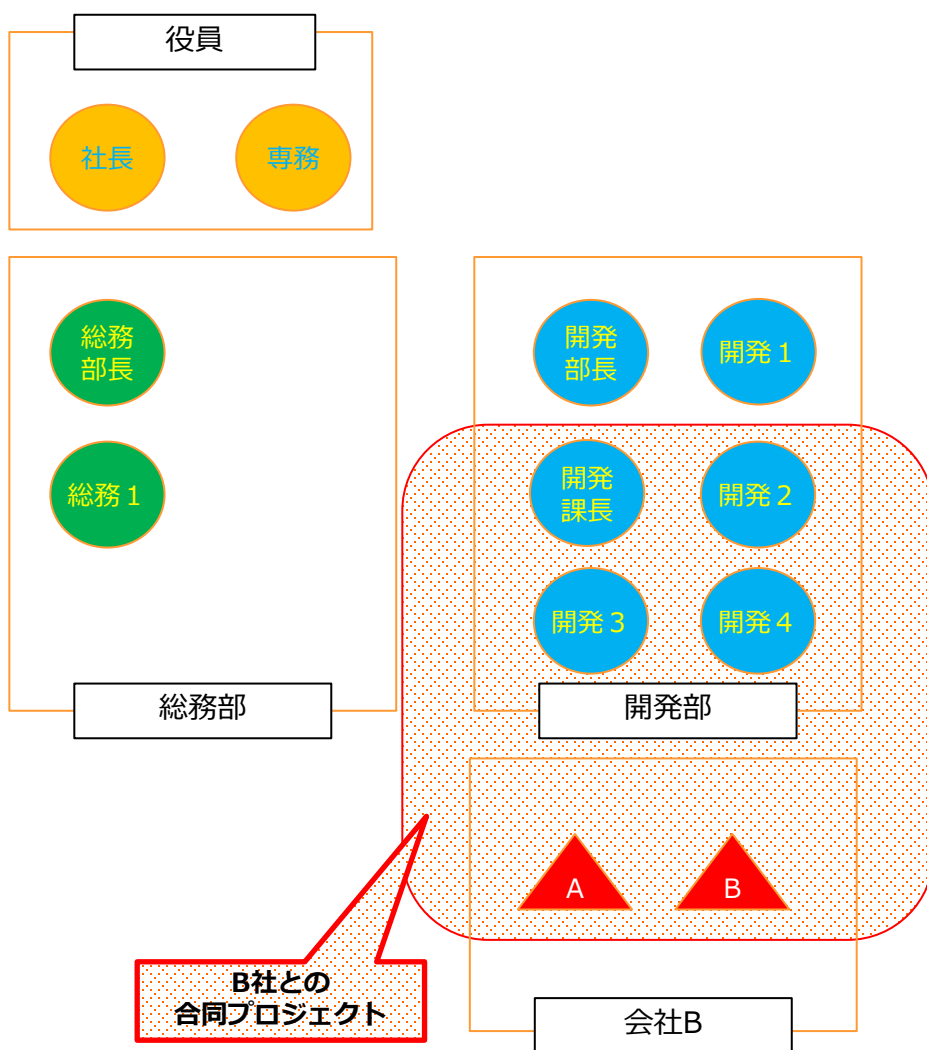 役員
社長
専務
総務
部長
総務１
総務部
開発
部長
開発１
開発
課長
開発２
開発３
開発４
開発部
A
B
B社との
合同プロジェクト
会社B